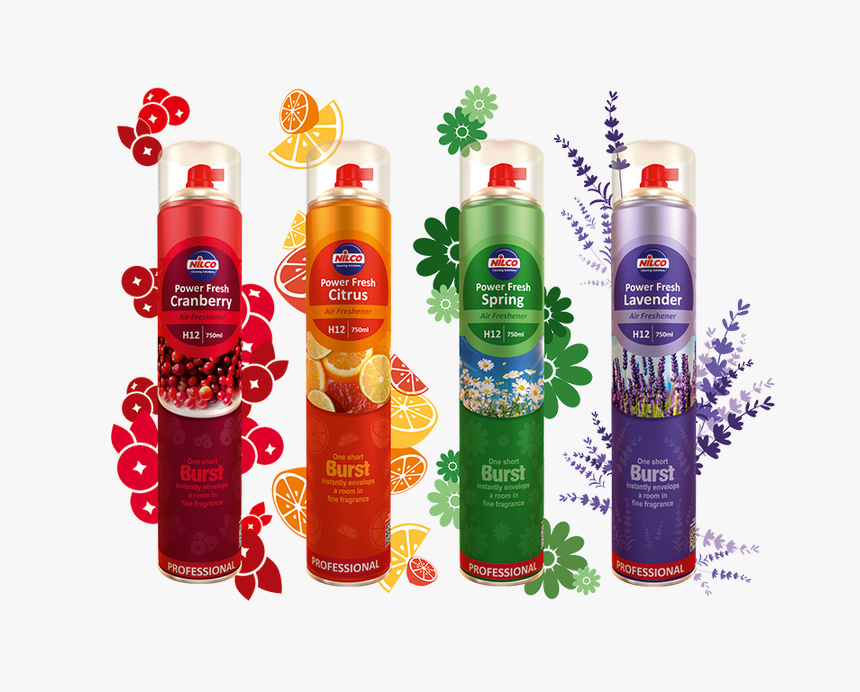 NILCO
Cleaning Solutions
Power Fresh
Cranberry
Air Freshener
H12 | 750ml
One short
Burst
instantly envelops
a room in
fine fragrance
PROFESSIONAL
NILCO
Cleaning Solutions
Power Fresh
Citrus
Air Freshener
H12 | 750ml
One short
Burst
instantly envelops
a room in
fine fragrance
PROFESSIONAL
NILCO
Cleaning Solutions
Power Fresh
Spring
Air Freshener
H12 | 750ml
One short
Burst
instantly envelops
a room in
fine fragrance
PROFESSIONAL
NILCO
Cleaning Solutions
Power Fresh
Lavender
Air Freshener
H12 | 750ml
One short
Burst
instantly envelops
a room in
fine fragrance
PROFESSIONAL